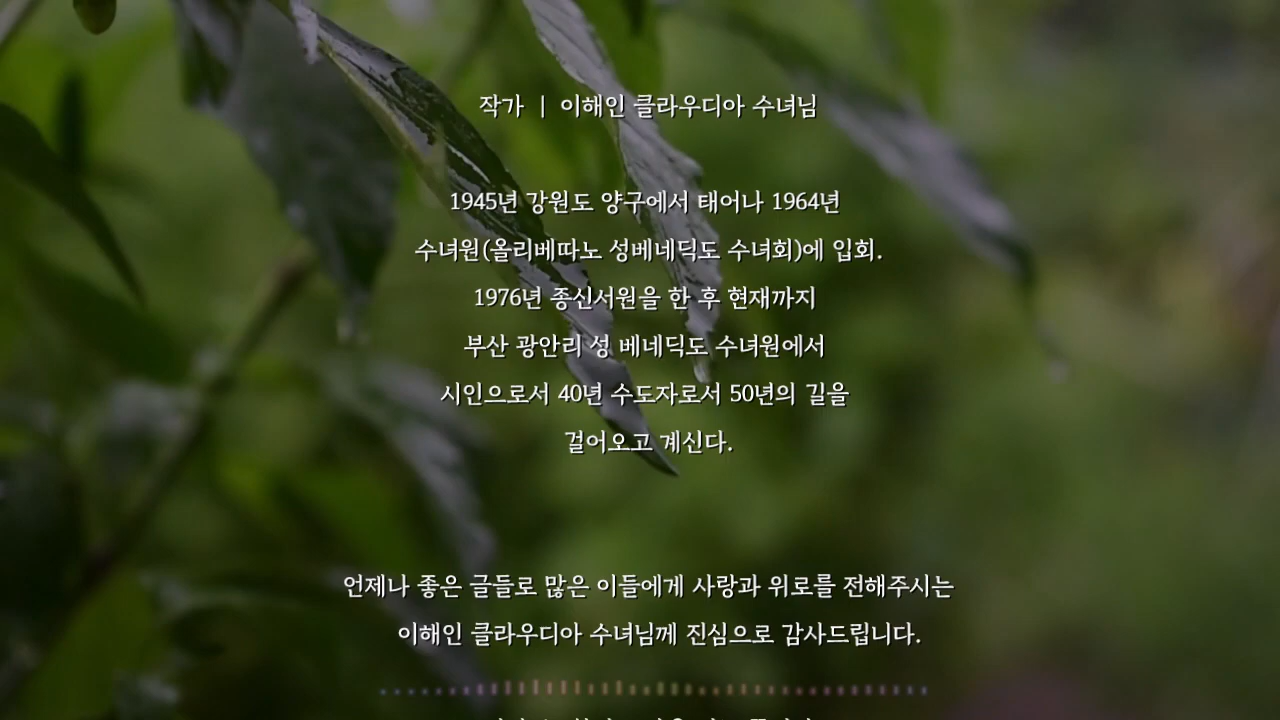 작가 | 이해인 클라우디아 수녀님
1945년 강원도 양구에서 태어나 1964년
수녀원(올리베따노 성베네딕도 수녀회)에 입회.
1976년 종신서원을 한 후 현재까지
부산 광안리 성 베네딕도 수녀원에서
시인으로서 40년 수도자로서 50년의 길을
걸어오고 계신다.
언제나 좋은 글들로 많은 이들에게 사랑과 위로를 전해주시는
이해인 클라우디아 수녀님께 진심으로 감사드립니다.